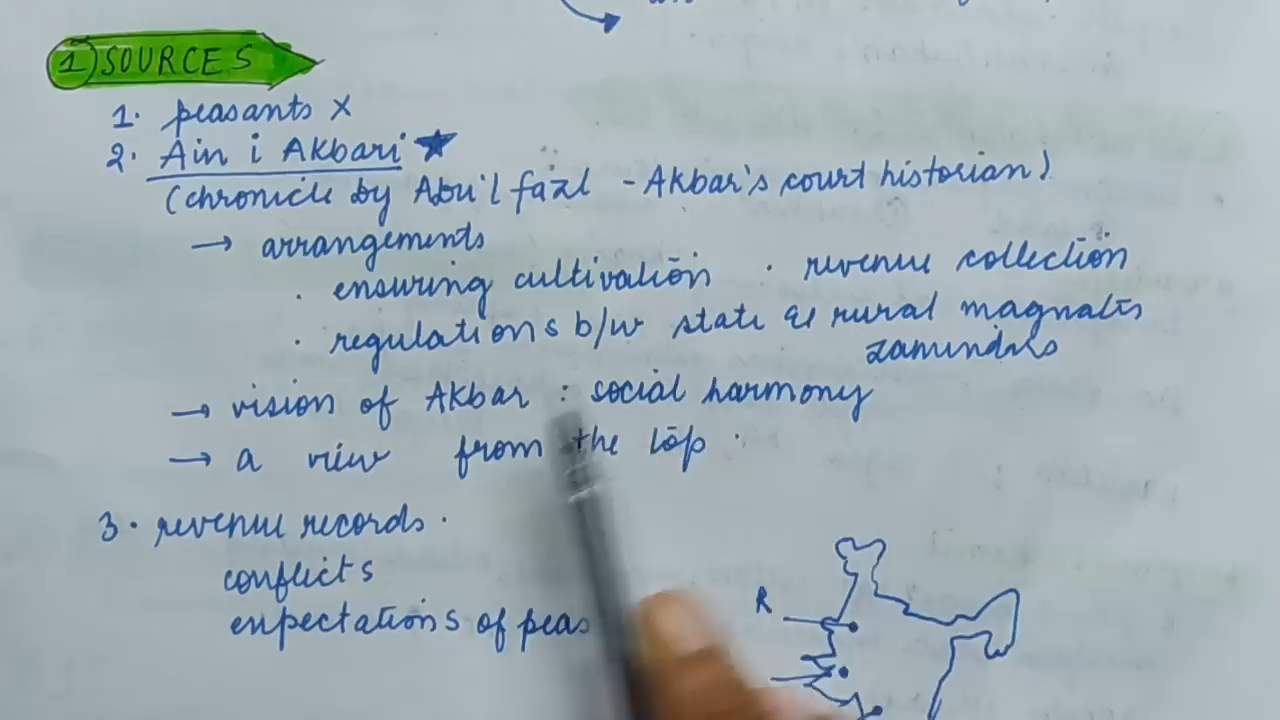 1 SOURCES
1. peasants x
2. Ain i Akbari ★
(chronicle by Abu'l fazl - Akbar's court historian)
→ arrangements
. ensuring cultivation . revenue collection
. regulations b/w state & rural magnates
zamindars
→ vision of Akbar : social harmony
→ a view from the top .
3. revenue records.
conflicts
expectations of peas
R